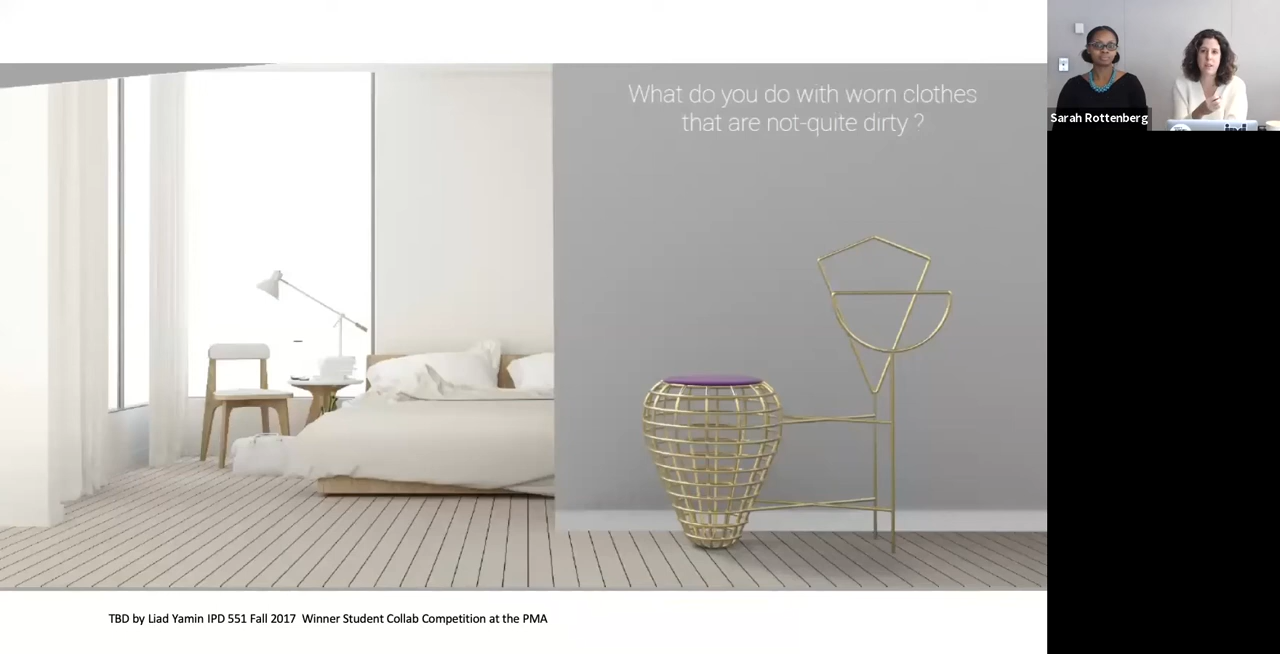 What do you do with worn clothes
that are not-quite dirty ?
Sarah Rottenberg
TBD by Liad Yamin IPD 551 Fall 2017  Winner Student Collab Competition at the PMA